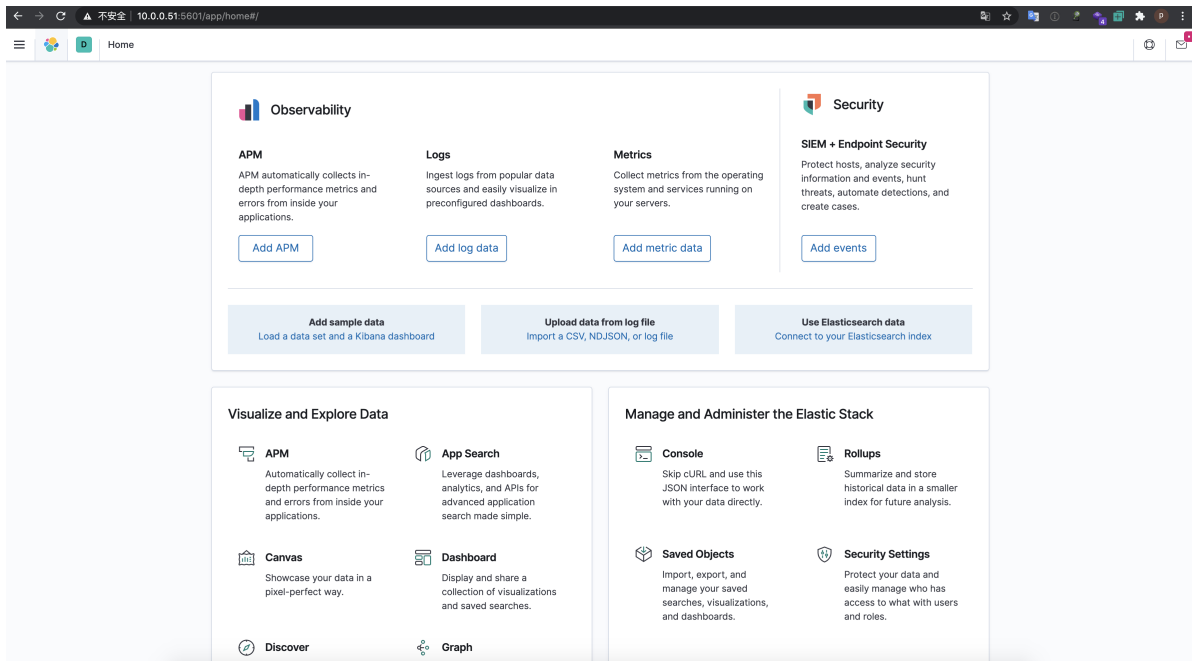 不安全 10.0.0.51:5601/app/home#/
D Home
Observability
APM
APM automatically collects in-
depth performance metrics and
errors from inside your
applications.
Add APM
Logs
Ingest logs from popular data
sources and easily visualize in
preconfigured dashboards.
Add log data
Metrics
Collect metrics from the operating
system and services running on
your servers.
Add metric data
Security
SIEM + Endpoint Security
Protect hosts, analyze security
information and events, hunt
threats, automate detections, and
create cases.
Add events
Add sample data
Load a data set and a Kibana dashboard
Upload data from log file
Import a CSV, NDJSON, or log file
Use Elasticsearch data
Connect to your Elasticsearch index
Visualize and Explore Data
APM
Automatically collect in-
depth performance metrics
and errors from inside your
applications.
App Search
Leverage dashboards,
analytics, and APIs for
advanced application
search made simple.
Canvas
Showcase your data in a
pixel-perfect way.
Dashboard
Display and share a
collection of visualizations
and saved searches.
Discover
Graph
Manage and Administer the Elastic Stack
Console
Skip cURL and use this
JSON interface to work
with your data directly.
Rollups
Summarize and store
historical data in a smaller
index for future analysis.
Saved Objects
Import, export, and
manage your saved
searches, visualizations,
and dashboards.
Security Settings
Protect your data and
easily manage who has
access to what with users
and roles.